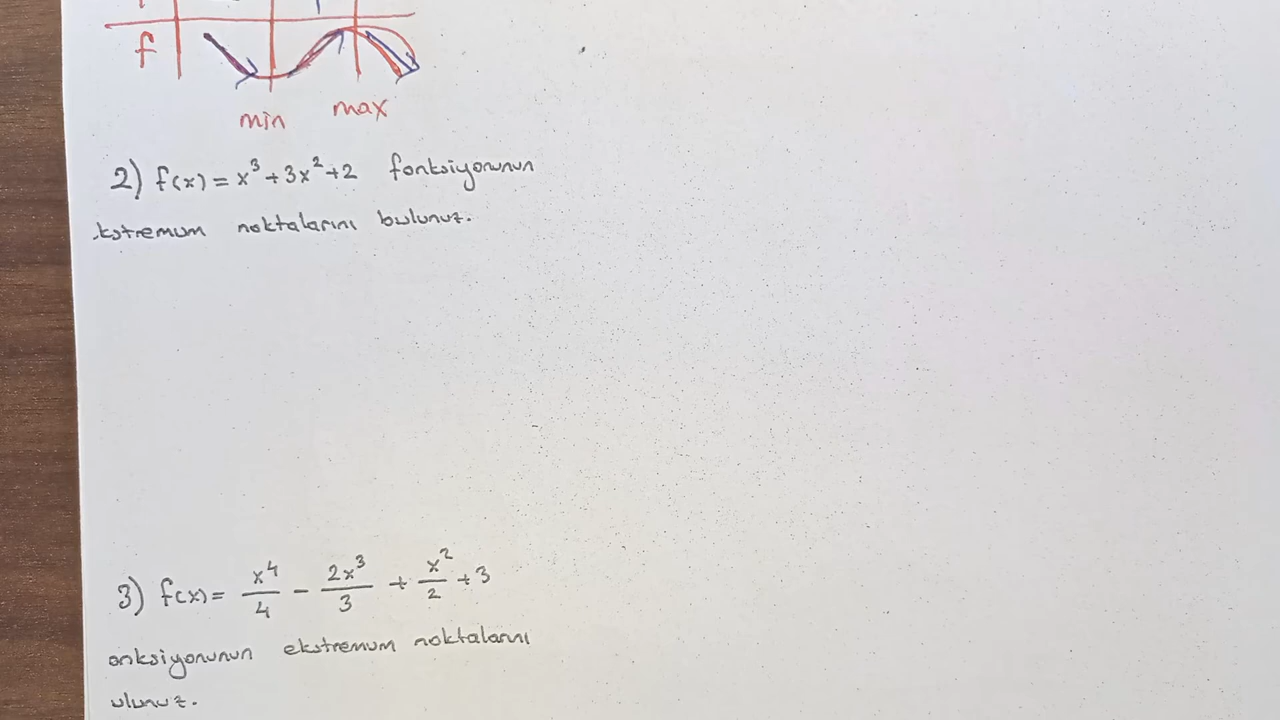 f
min max
2) f(x) = x³ + 3x² + 2 fonksiyonunun
kstremum noktalarını bulunuz.
3) f(x) = x⁴/4 - 2x³/3 + x²/2 + 3
onksiyonunun ekstremum noktalarını
ulunuz.